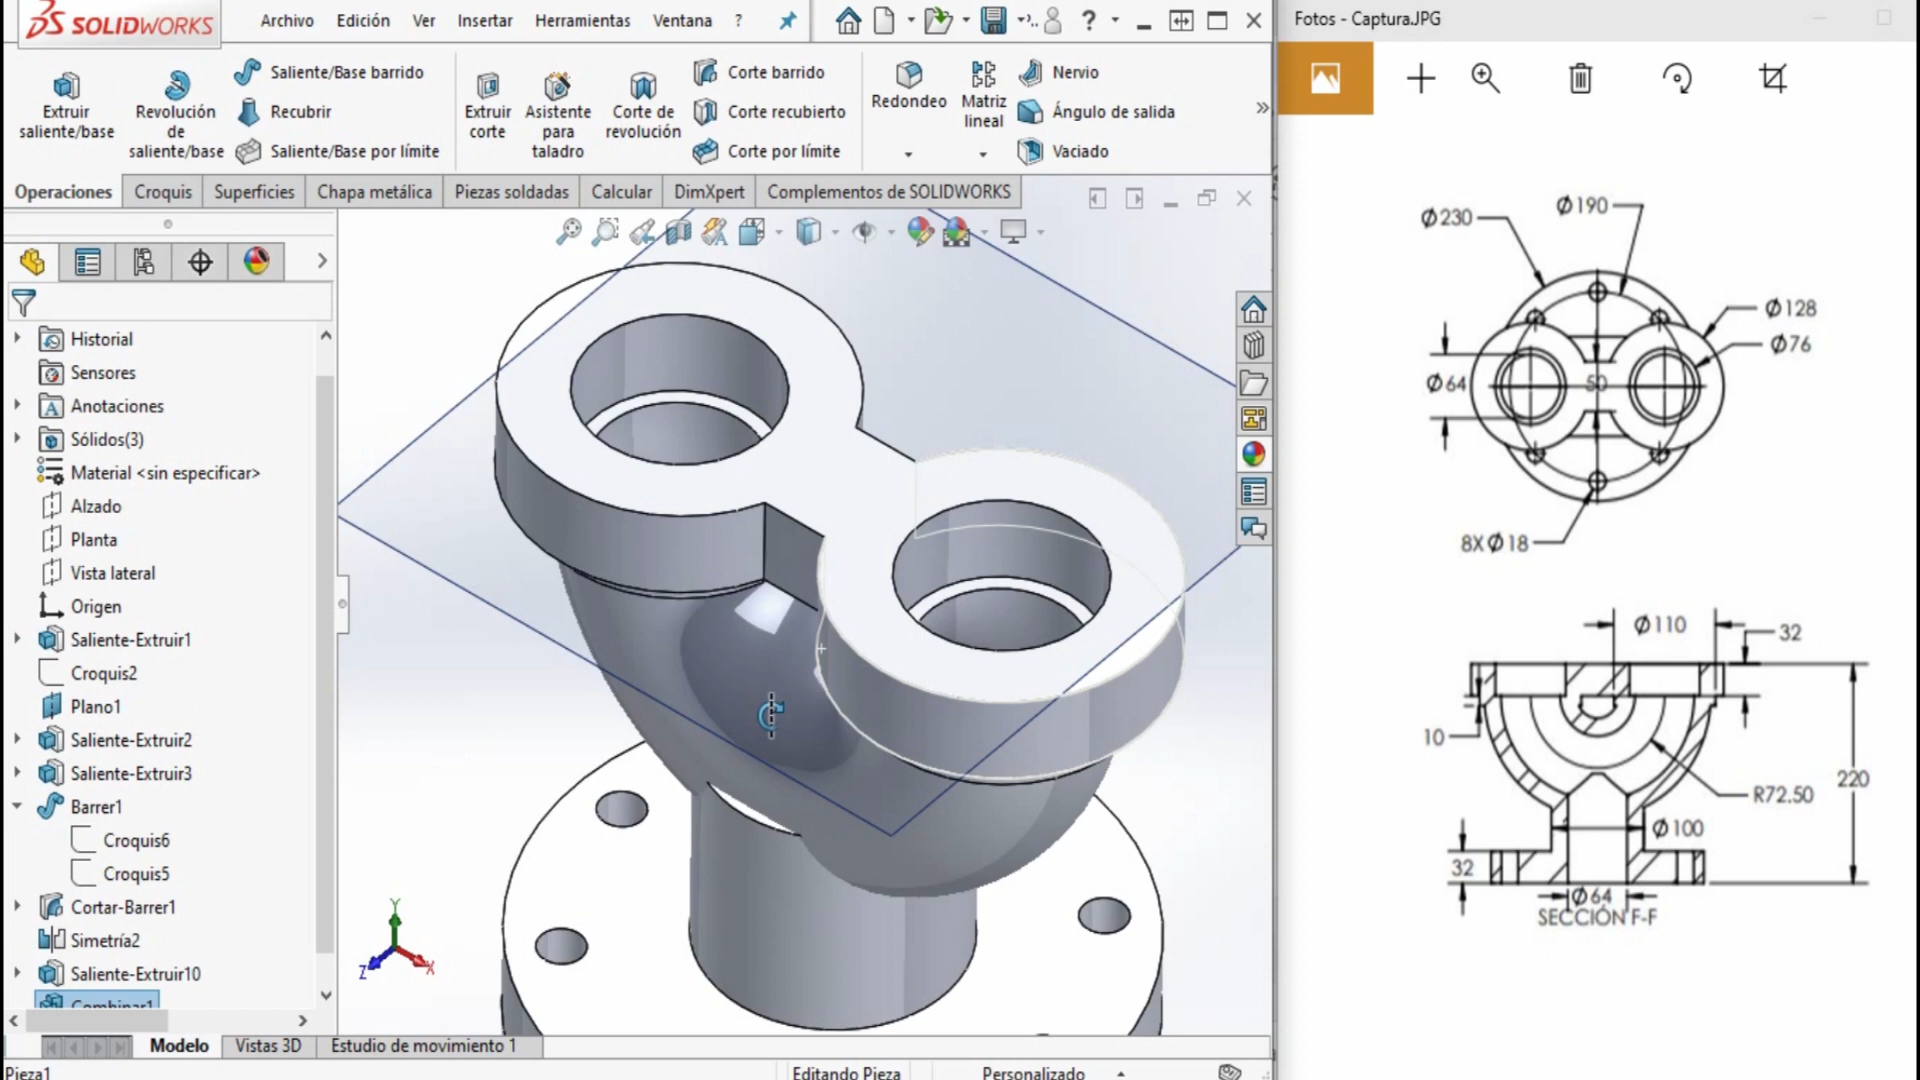 SOLIDWORKS
Archivo Edición Ver Insertar Herramientas Ventana ?
Fotos - Captura.JPG
Extruir saliente/base
Revolución de saliente/base
Saliente/Base barrido
Recubrir
Saliente/Base por límite
Extruir corte
Asistente para taladro
Corte de revolución
Corte barrido
Corte recubierto
Corte por límite
Redondeo
Matriz lineal
Nervio
Ángulo de salida
Vaciado
Operaciones Croquis Superficies Chapa metálica Piezas soldadas Calcular DimXpert Complementos de SOLIDWORKS
Historial
Sensores
Anotaciones
Sólidos(3)
Material <sin especificar>
Alzado
Planta
Vista lateral
Origen
Saliente-Extruir1
Croquis2
Plano1
Saliente-Extruir2
Saliente-Extruir3
Barrer1
Croquis6
Croquis5
Cortar-Barrer1
Simetría2
Saliente-Extruir10
Combinar1
Y
Z
X
Modelo Vistas 3D Estudio de movimiento 1
Pieza1 Editando Pieza Personalizado
Ø230
Ø190
Ø128
Ø76
Ø64
50
8X Ø18
Ø110
32
10
R72.50
220
Ø100
32
Ø64
SECCIÓN F-F